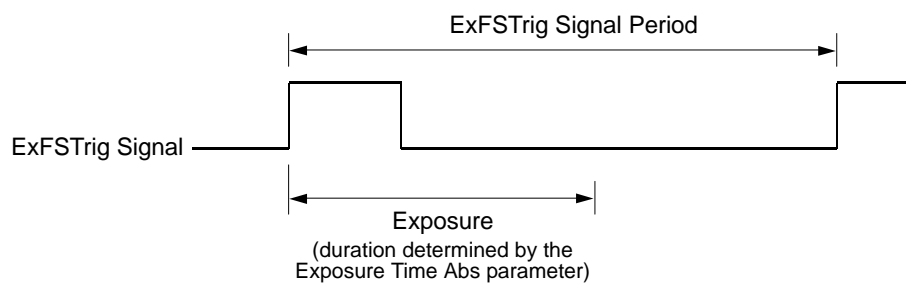 ExFSTrig Signal Period
ExFSTrig Signal
Exposure
(duration determined by the
Exposure Time Abs parameter)